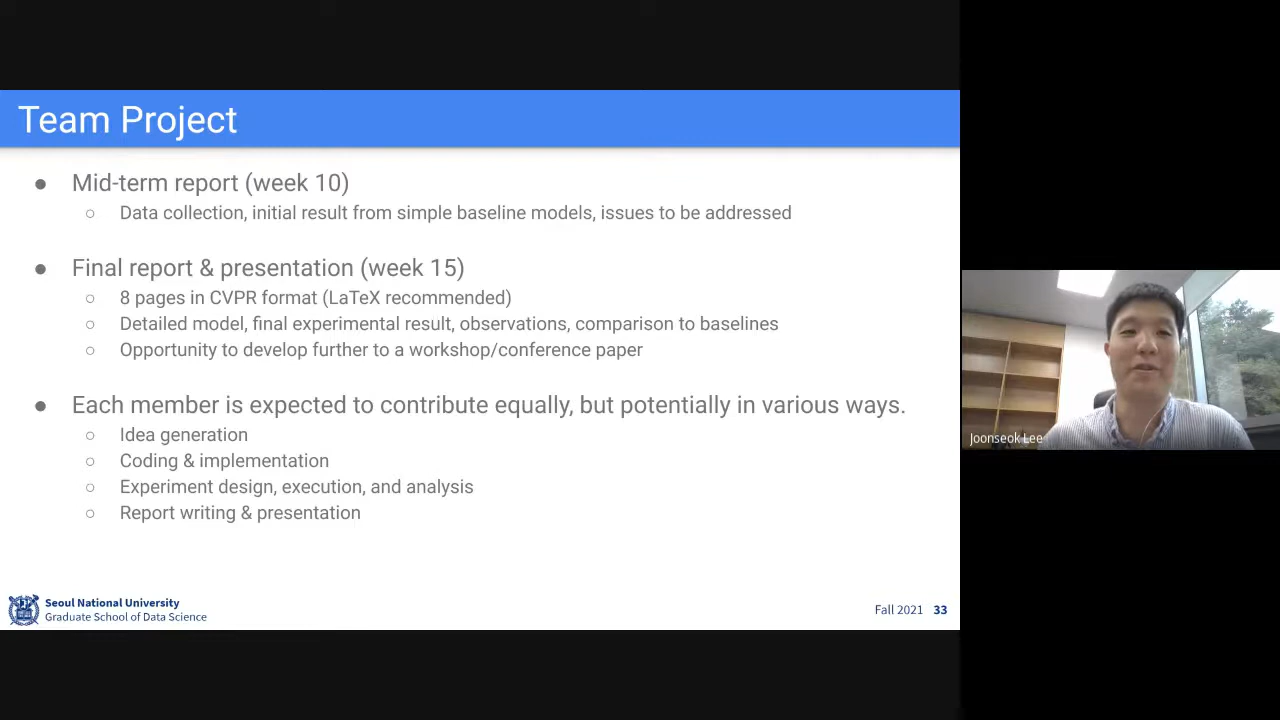 Team Project
● Mid-term report (week 10)
○ Data collection, initial result from simple baseline models, issues to be addressed
● Final report & presentation (week 15)
○ 8 pages in CVPR format (LaTeX recommended)
○ Detailed model, final experimental result, observations, comparison to baselines
○ Opportunity to develop further to a workshop/conference paper
● Each member is expected to contribute equally, but potentially in various ways.
○ Idea generation
○ Coding & implementation
○ Experiment design, execution, and analysis
○ Report writing & presentation
Seoul National University
Graduate School of Data Science
Fall 2021 33
Joonseok Lee